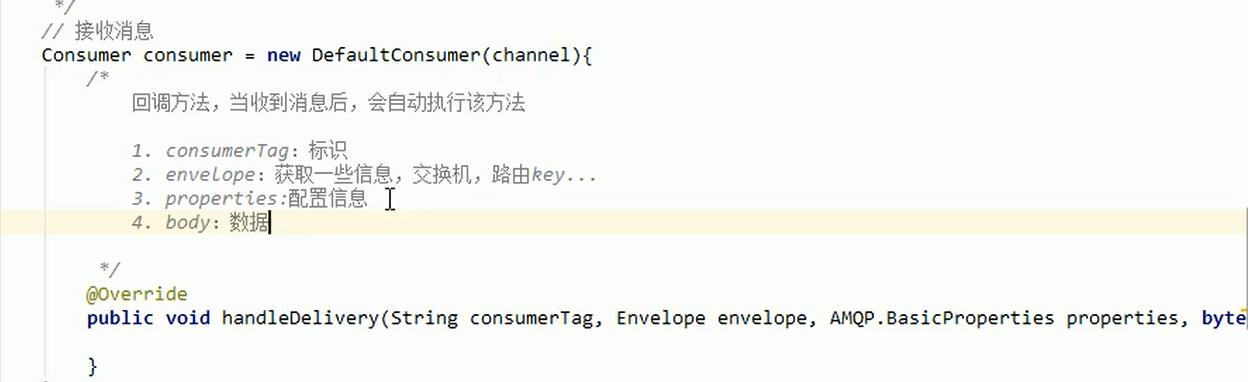 */
// 接收消息
Consumer consumer = new DefaultConsumer(channel){
/*
回调方法，当收到消息后，会自动执行该方法
1. consumerTag：标识
2. envelope：获取一些信息，交换机，路由key...
3. properties:配置信息
4. body：数据
*/
@Override
public void handleDelivery(String consumerTag, Envelope envelope, AMQP.BasicProperties properties, byte
}